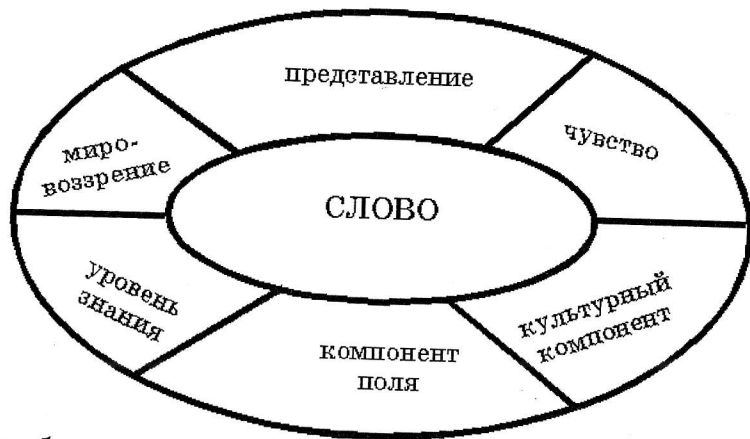 представление
чувство
миро-
воззрение
СЛОВО
уровень
знания
компонент
поля
культурный
компонент